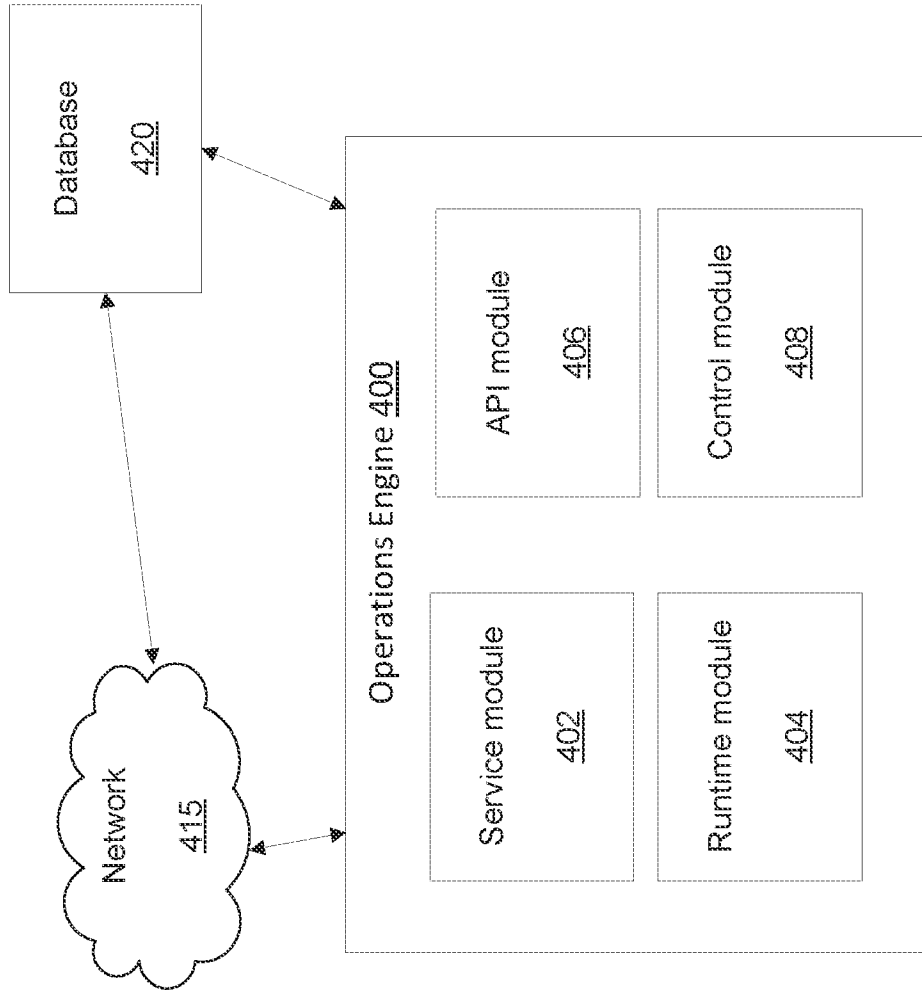 Network
415
Database
420
Operations Engine 400
Service module
402
API module
406
Runtime module
404
Control module
408